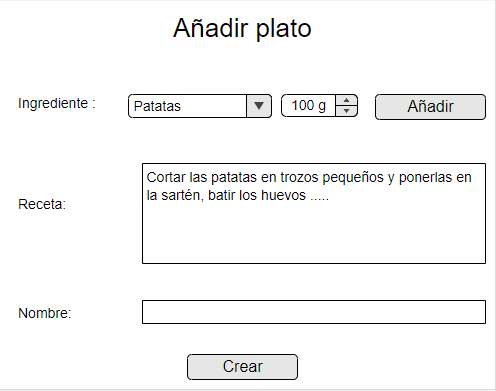 Añadir plato
Ingrediente :
Patatas
100 g
Añadir
Receta:
Cortar las patatas en trozos pequeños y ponerlas en
la sartén, batir los huevos .....
Nombre:
Crear